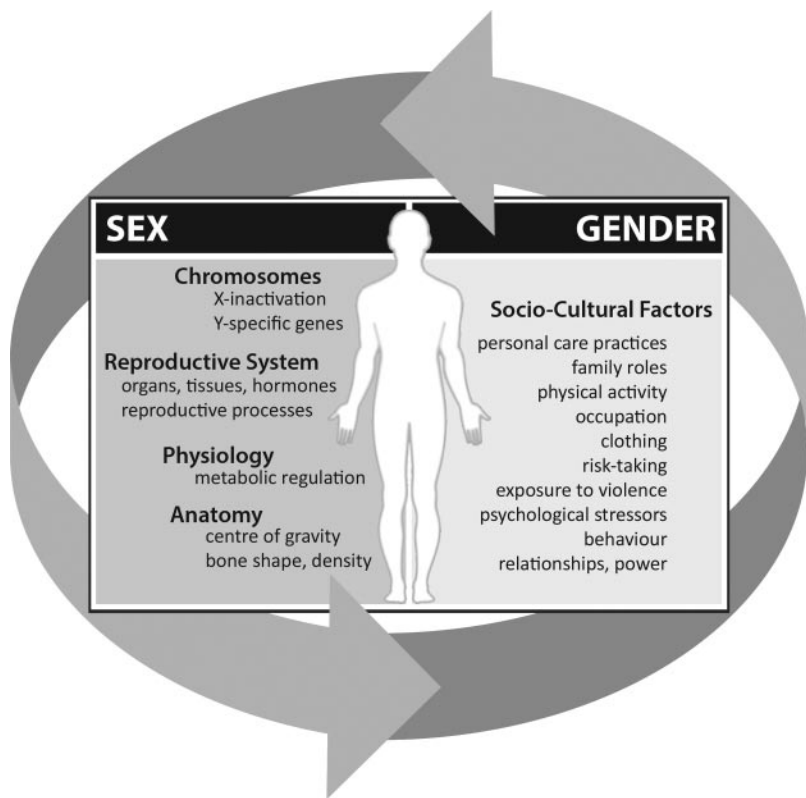 SEX
Chromosomes
X-inactivation
Y-specific genes
Reproductive System
organs, tissues, hormones
reproductive processes
Physiology
metabolic regulation
Anatomy
centre of gravity
bone shape, density
GENDER
Socio-Cultural Factors
personal care practices
family roles
physical activity
occupation
clothing
risk-taking
exposure to violence
psychological stressors
behaviour
relationships, power